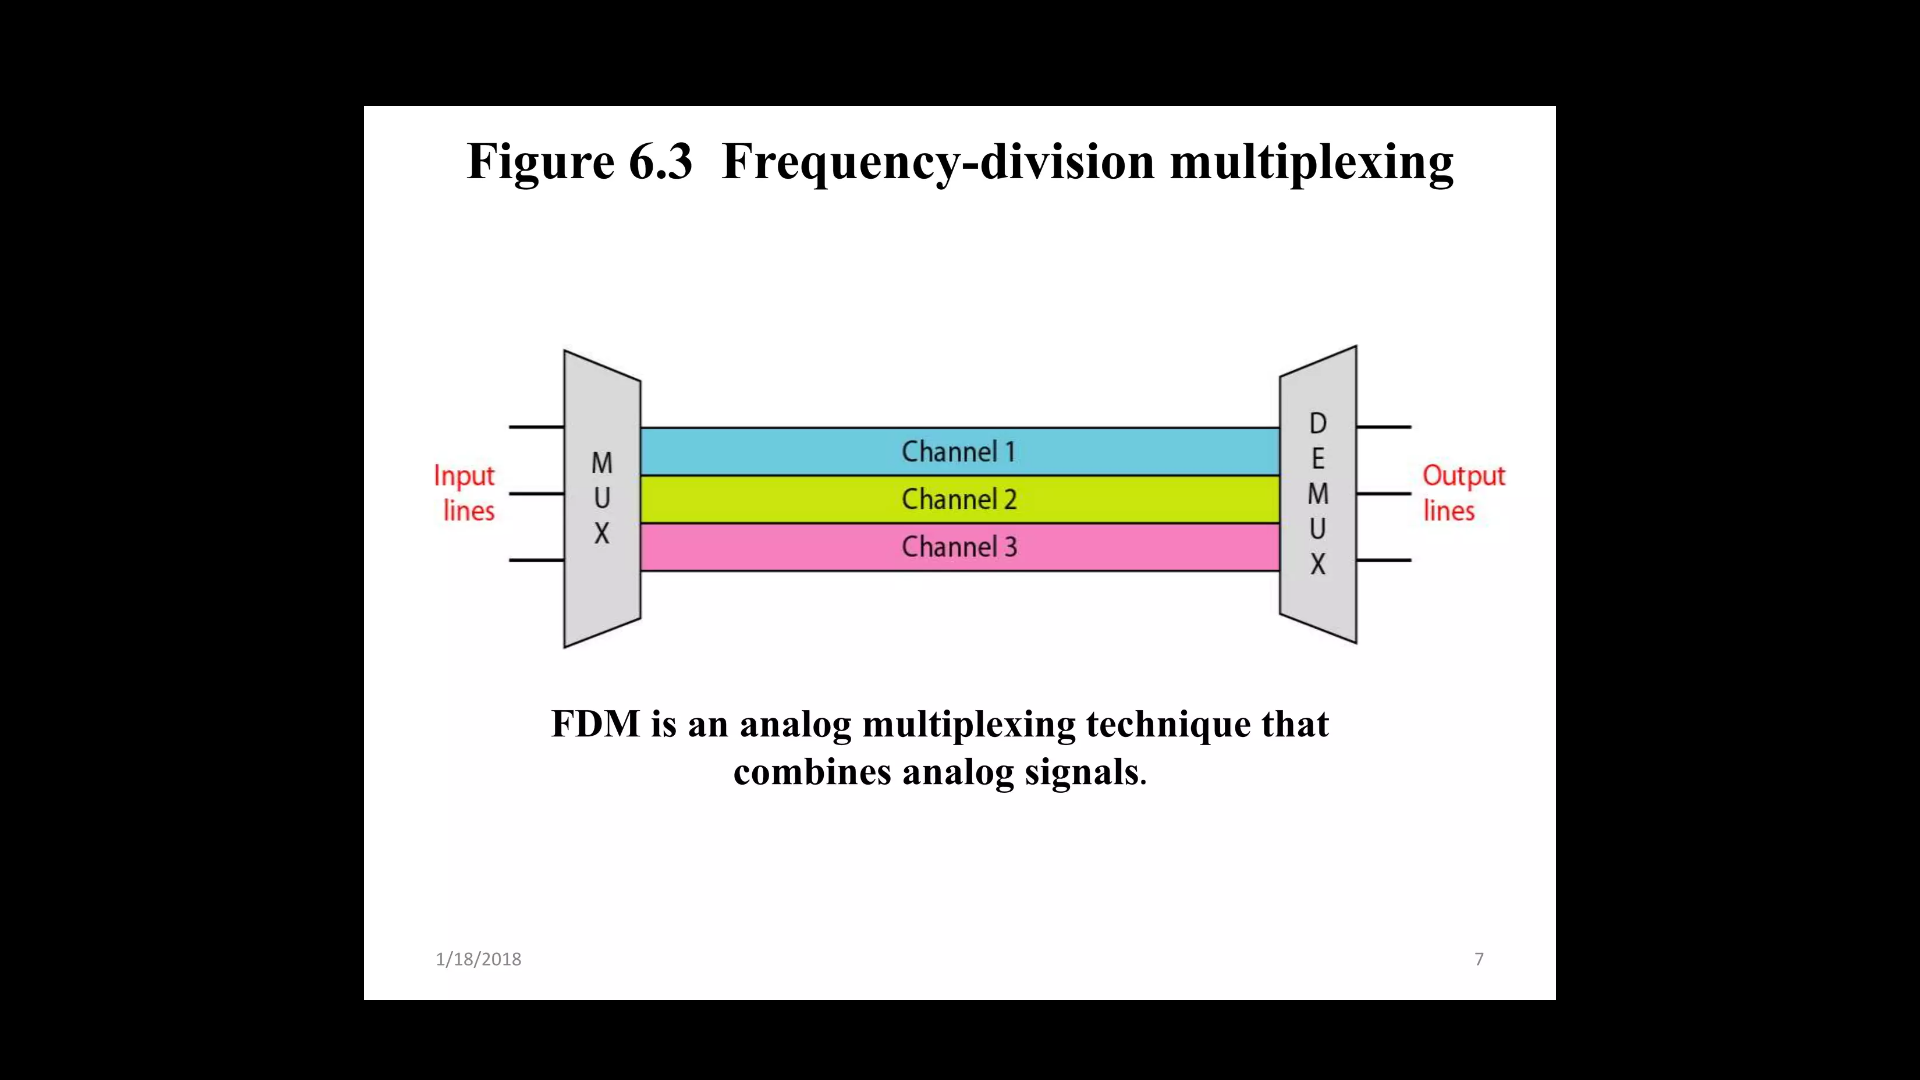 Figure 6.3  Frequency-division multiplexing
Input
lines
M
U
X
Channel 1
Channel 2
Channel 3
D
E
M
U
X
Output
lines
FDM is an analog multiplexing technique that
combines analog signals.
1/18/2018
7